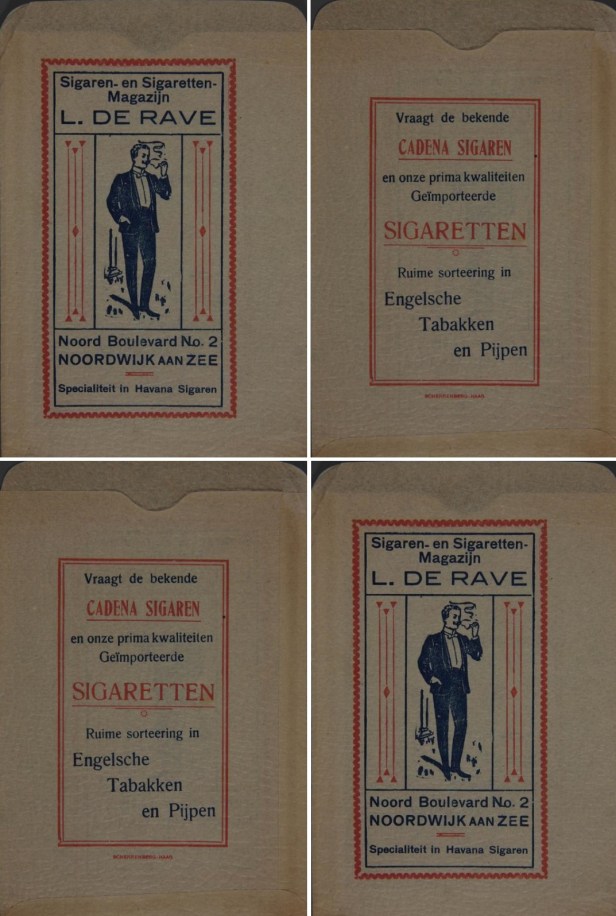 Sigaren- en Sigaretten-
Magazijn
L. DE RAVE
Noord Boulevard No. 2
NOORDWIJK AAN ZEE
Specialiteit in Havana Sigaren
Vraagt de bekende
CADENA SIGAREN
en onze prima kwaliteiten
Geïmporteerde
SIGARETTEN
Ruime sorteering in
Engelsche
Tabakken
en Pijpen
Vraagt de bekende
CADENA SIGAREN
en onze prima kwaliteiten
Geïmporteerde
SIGARETTEN
Ruime sorteering in
Engelsche
Tabakken
en Pijpen
Sigaren- en Sigaretten-
Magazijn
L. DE RAVE
Noord Boulevard No. 2
NOORDWIJK AAN ZEE
Specialiteit in Havana Sigaren